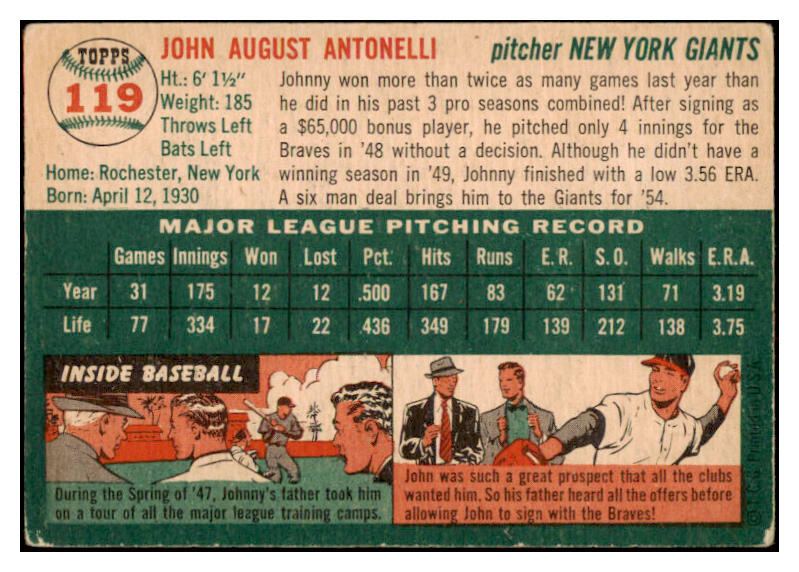 TOPPS
119
JOHN AUGUST ANTONELLI
pitcher NEW YORK GIANTS
Ht.: 6' 1½"
Weight: 185
Throws Left
Bats Left
Home: Rochester, New York
Born: April 12, 1930
Johnny won more than twice as many games last year than
he did in his past 3 pro seasons combined! After signing as
a $65,000 bonus player, he pitched only 4 innings for the
Braves in '48 without a decision. Although he didn't have a
winning season in '49, Johnny finished with a low 3.56 ERA.
A six man deal brings him to the Giants for '54.
MAJOR LEAGUE PITCHING RECORD
Games Innings Won Lost Pct. Hits Runs E.R. S.O. Walks E.R.A.
Year 31 175 12 12 .500 167 83 62 131 71 3.19
Life 77 334 17 22 .436 349 179 139 212 138 3.75
INSIDE BASEBALL
During the Spring of '47, Johnny's father took him
on a tour of all the major league training camps.
John was such a great prospect that all the clubs
wanted him. So his father heard all the offers before
allowing John to sign with the Braves!
© T.C.G. Printed in U.S.A.